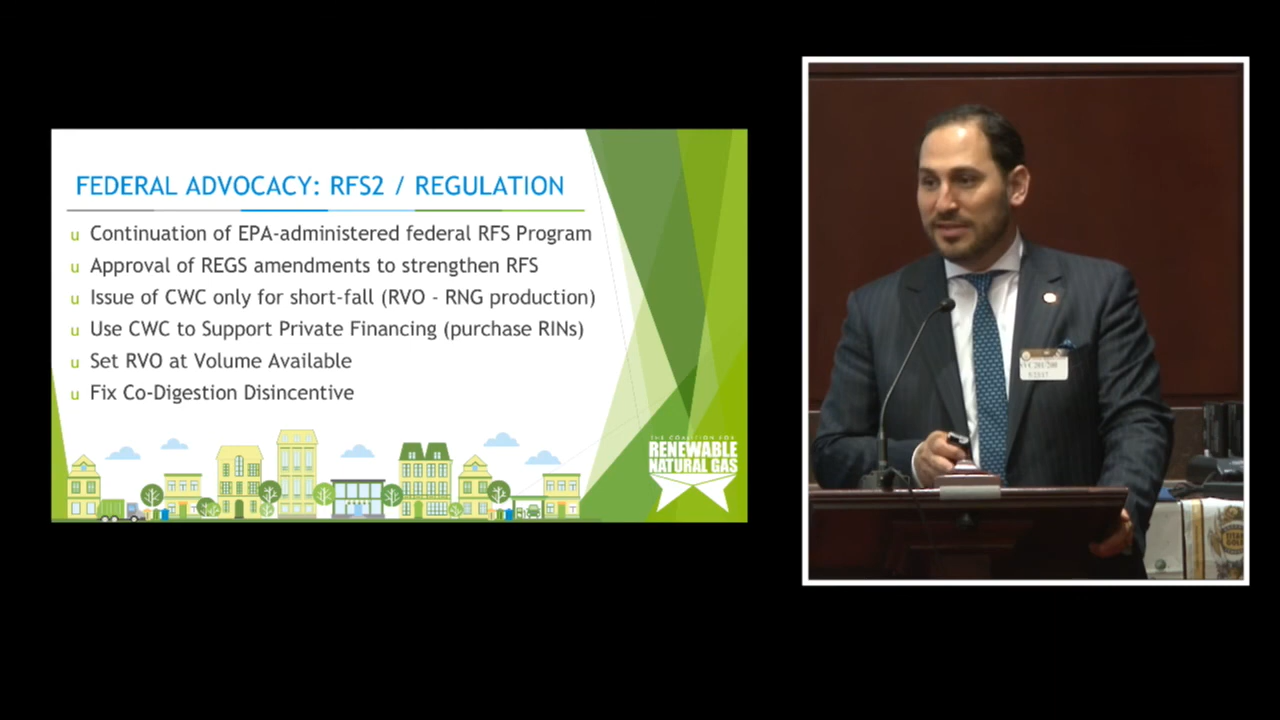 FEDERAL ADVOCACY: RFS2 / REGULATION
u Continuation of EPA-administered federal RFS Program
u Approval of REGS amendments to strengthen RFS
u Issue of CWC only for short-fall (RVO - RNG production)
u Use CWC to Support Private Financing (purchase RINs)
u Set RVO at Volume Available
u Fix Co-Digestion Disincentive
THE COALITION FOR
RENEWABLE
NATURAL GAS